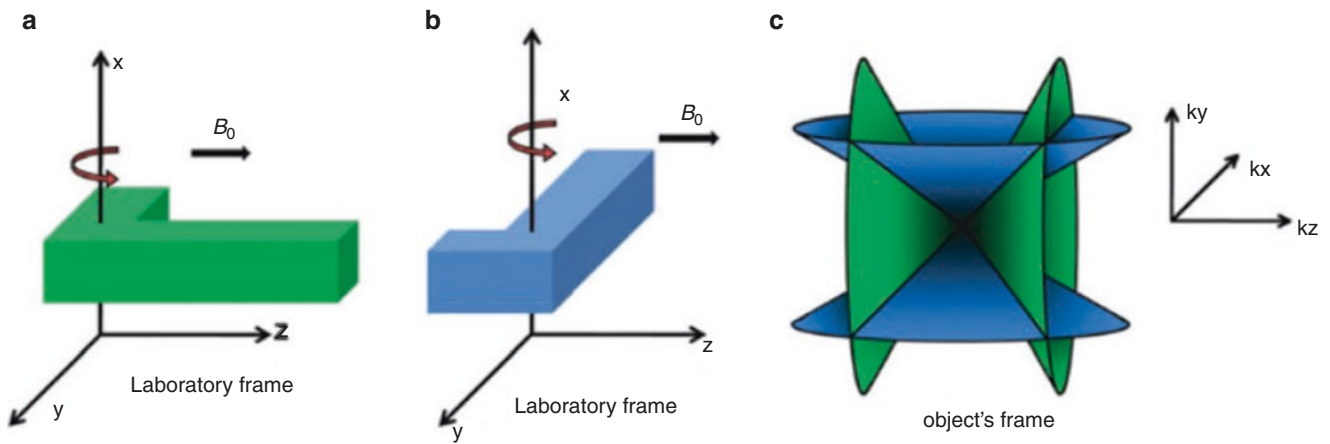 a
x
B0
z
Laboratory frame
y
b
x
B0
z
Laboratory frame
y
c
ky
kx
kz
object's frame